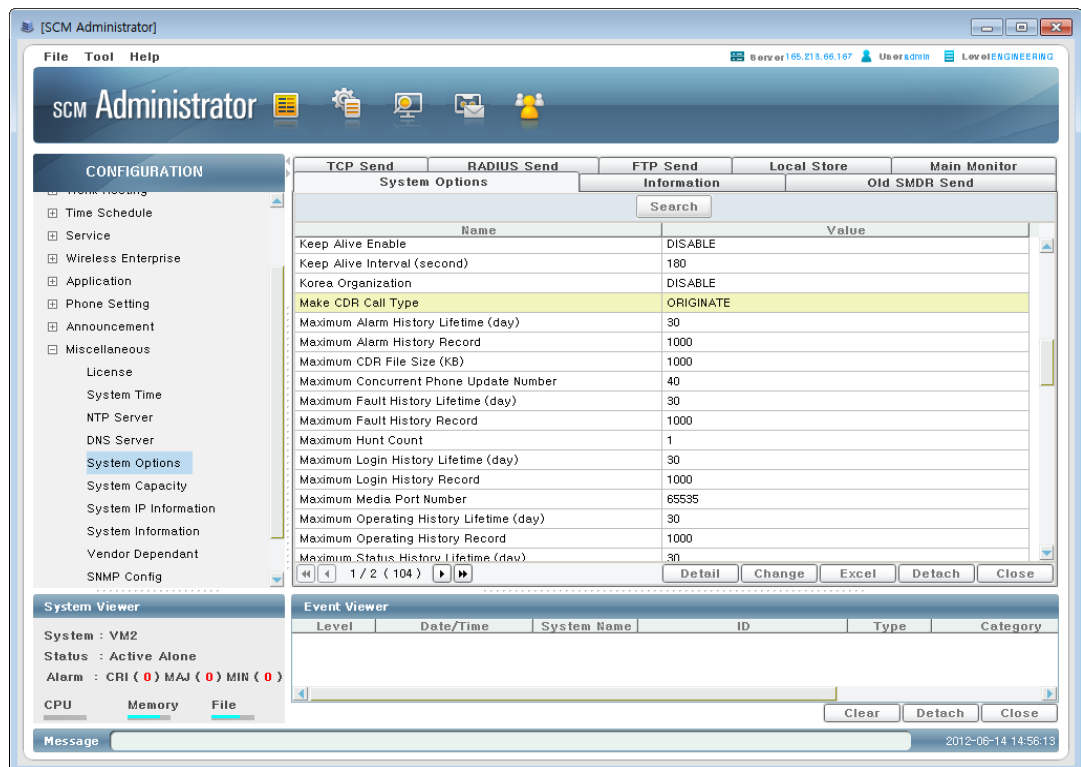 [SCM Administrator]
File Tool Help
Server 165.213.66.167 User admin Level ENGINEERING
SCM Administrator
CONFIGURATION
Time Schedule
Service
Wireless Enterprise
Application
Phone Setting
Announcement
Miscellaneous
License
System Time
NTP Server
DNS Server
System Options
System Capacity
System IP Information
System Information
Vendor Dependant
SNMP Config
TCP Send RADIUS Send FTP Send Local Store Main Monitor
System Options Information Old SMDR Send
Search
Name Value
Keep Alive Enable DISABLE
Keep Alive Interval (second) 180
Korea Organization DISABLE
Make CDR Call Type ORIGINATE
Maximum Alarm History Lifetime (day) 30
Maximum Alarm History Record 1000
Maximum CDR File Size (KB) 1000
Maximum Concurrent Phone Update Number 40
Maximum Fault History Lifetime (day) 30
Maximum Fault History Record 1000
Maximum Hunt Count 1
Maximum Login History Lifetime (day) 30
Maximum Login History Record 1000
Maximum Media Port Number 65535
Maximum Operating History Lifetime (day) 30
Maximum Operating History Record 1000
Maximum Status History Lifetime (day) 30
1/2 ( 104 ) Detail Change Excel Detach Close
System Viewer
System : VM2
Status : Active Alone
Alarm : CRI ( 0 ) MAJ ( 0 ) MIN ( 0 )
CPU Memory File
Event Viewer
Level Date/Time System Name ID Type Category
Clear Detach Close
Message 2012-06-14 14:56:13